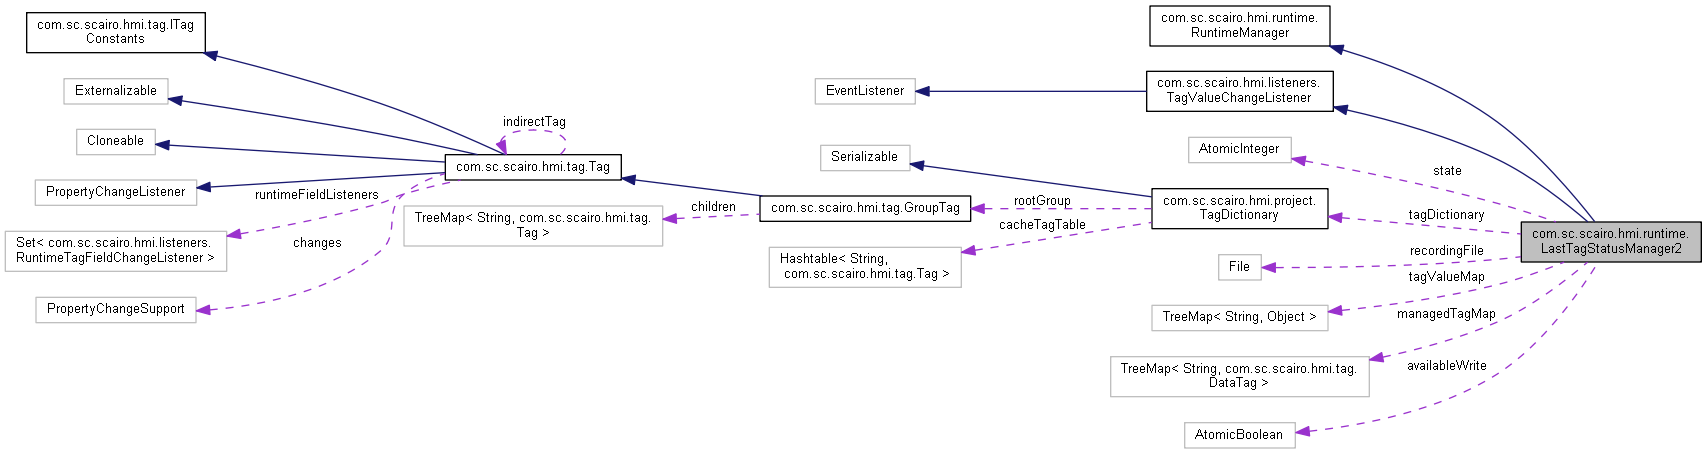 com.sc.scairo.hmi.tag.ITag
Constants
Externalizable
Cloneable
PropertyChangeListener
Set< com.sc.scairo.hmi.listeners.
RuntimeTagFieldChangeListener >
PropertyChangeSupport
indirectTag
com.sc.scairo.hmi.tag.Tag
runtimeFieldListeners
changes
TreeMap< String, com.sc.scairo.hmi.tag.
Tag >
children
com.sc.scairo.hmi.tag.GroupTag
EventListener
Serializable
Hashtable< String,
com.sc.scairo.hmi.tag.Tag >
rootGroup
cacheTagTable
com.sc.scairo.hmi.runtime.
RuntimeManager
com.sc.scairo.hmi.listeners.
TagValueChangeListener
AtomicInteger
com.sc.scairo.hmi.project.
TagDictionary
File
TreeMap< String, Object >
TreeMap< String, com.sc.scairo.hmi.tag.
DataTag >
AtomicBoolean
state
tagDictionary
recordingFile
tagValueMap
managedTagMap
availableWrite
com.sc.scairo.hmi.runtime.
LastTagStatusManager2